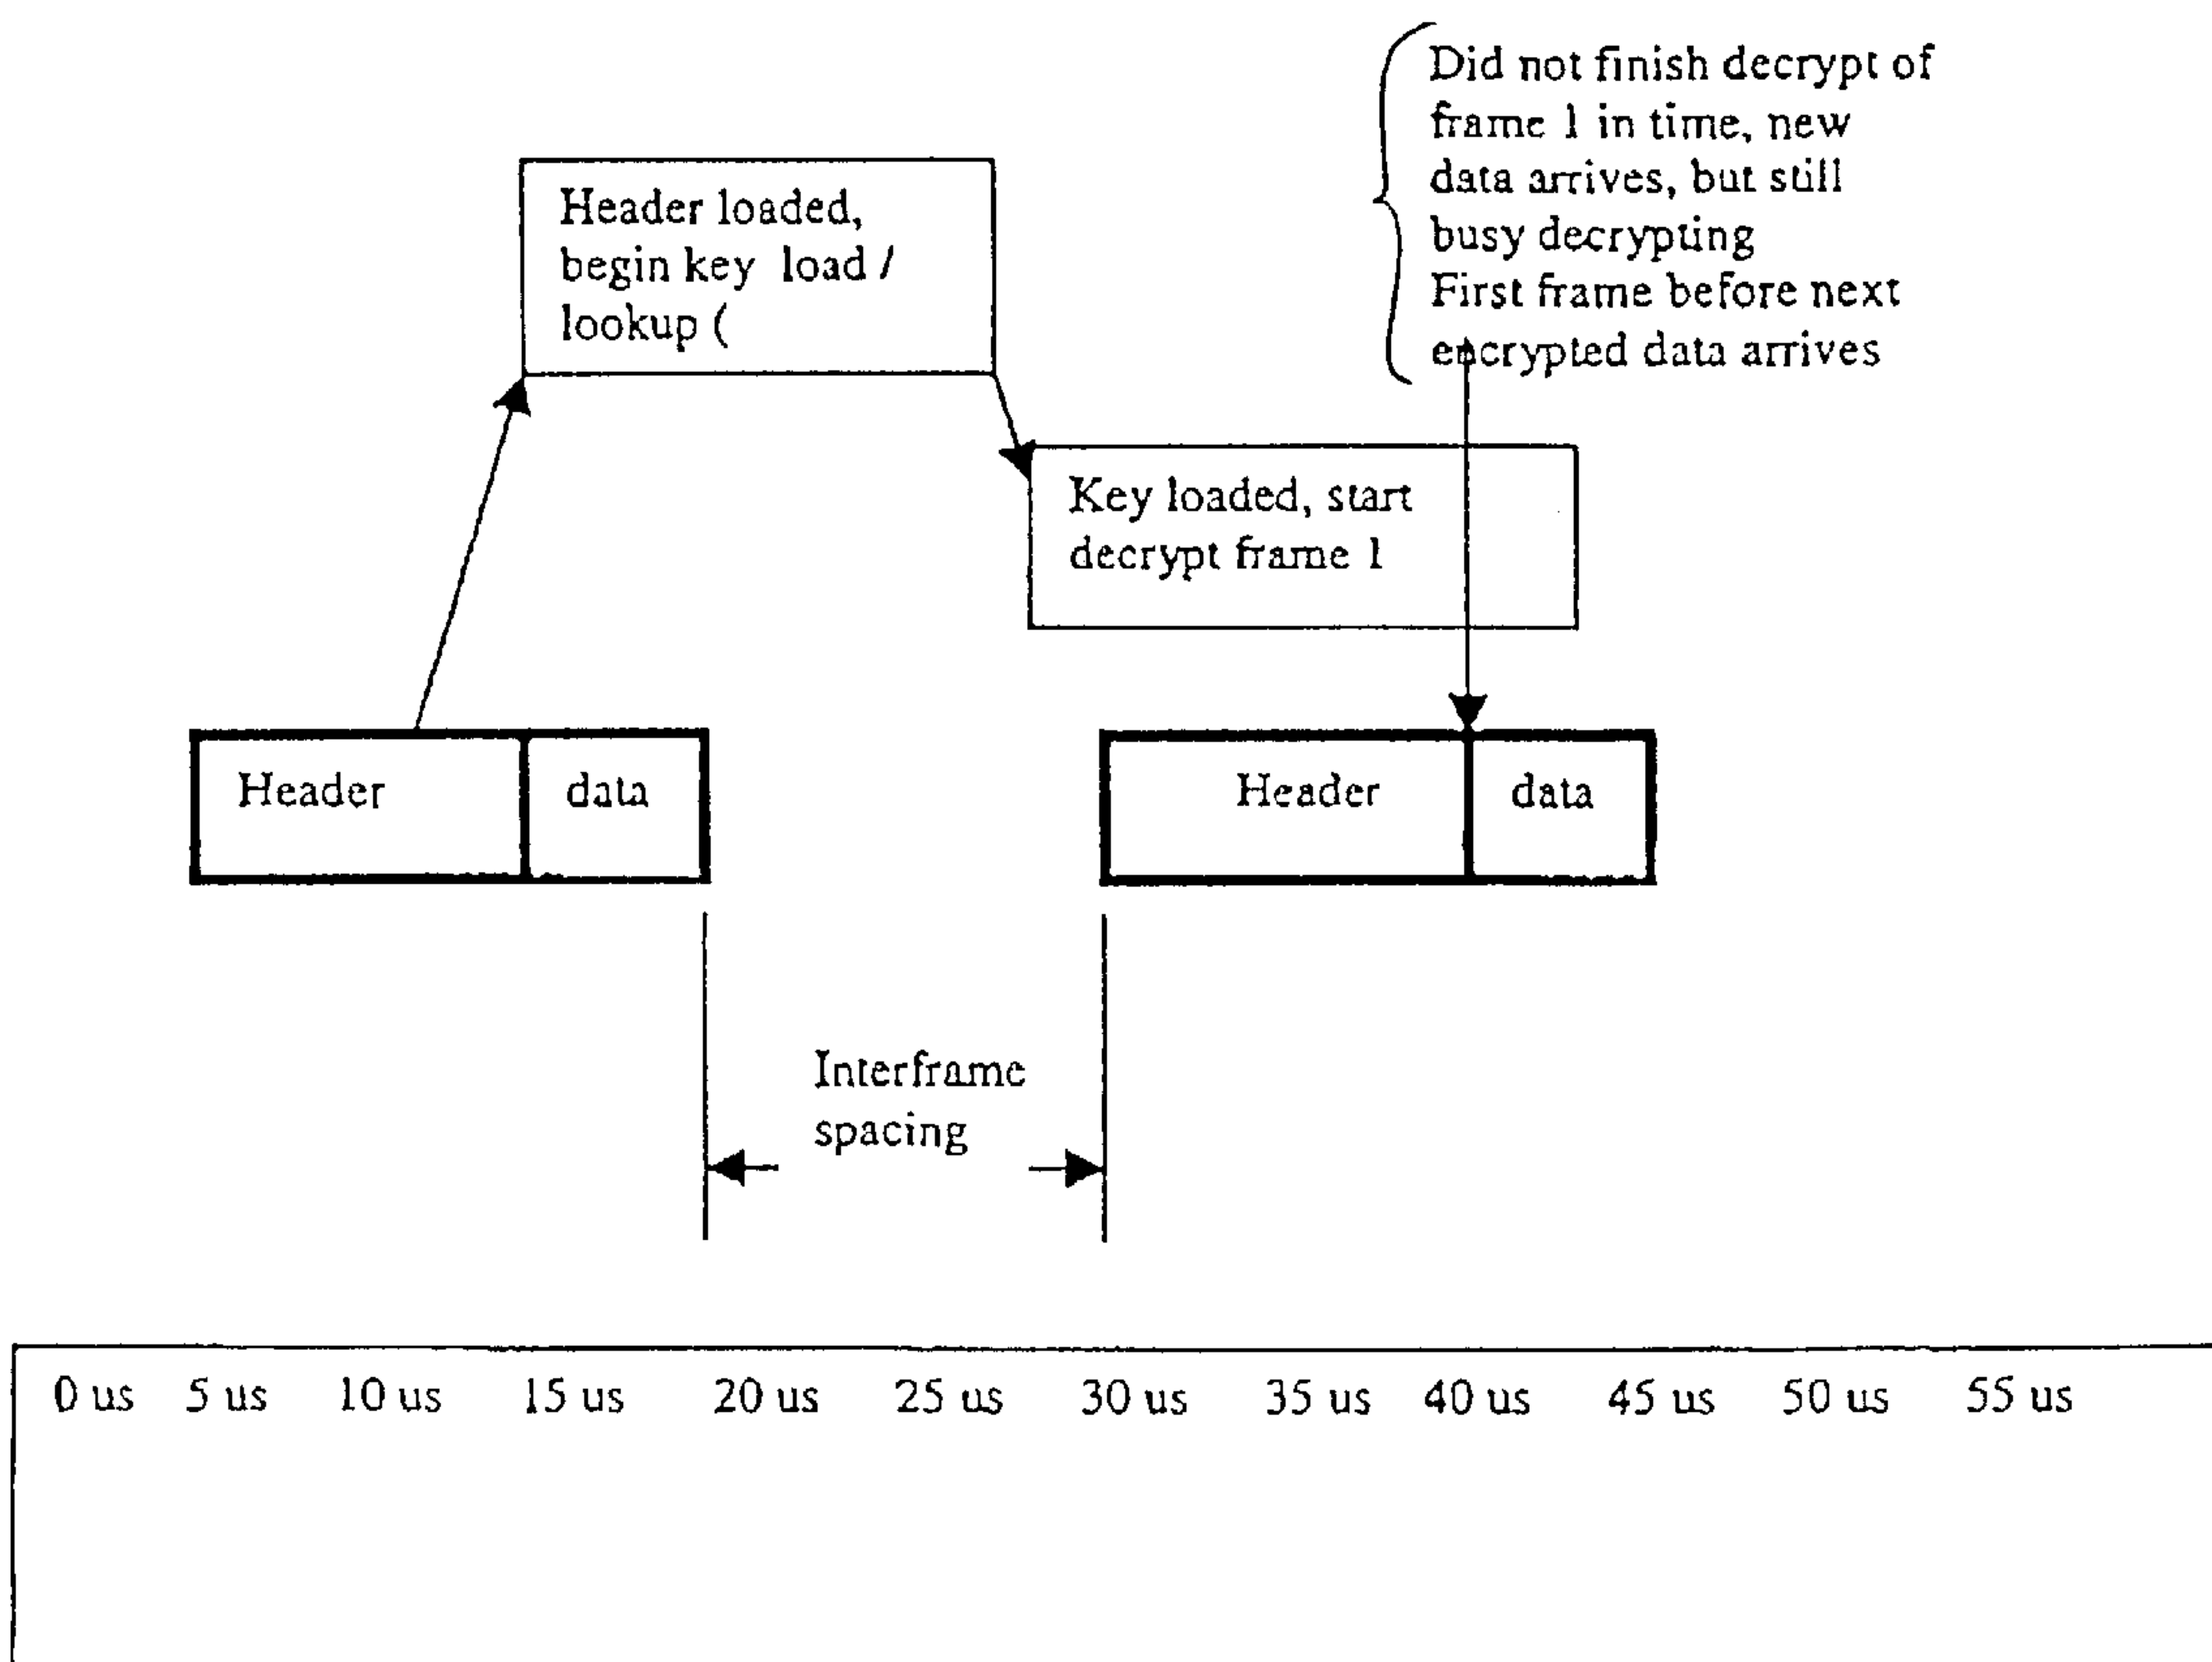 Did not finish decrypt of
frame 1 in time, new
data arrives, but still
busy decrypting
First frame before next
encrypted data arrives
Header loaded,
begin key load /
lookup (
Key loaded, start
decrypt frame 1
Header data
Header data
Interframe
spacing
0 us 5 us 10 us 15 us 20 us 25 us 30 us 35 us 40 us 45 us 50 us 55 us